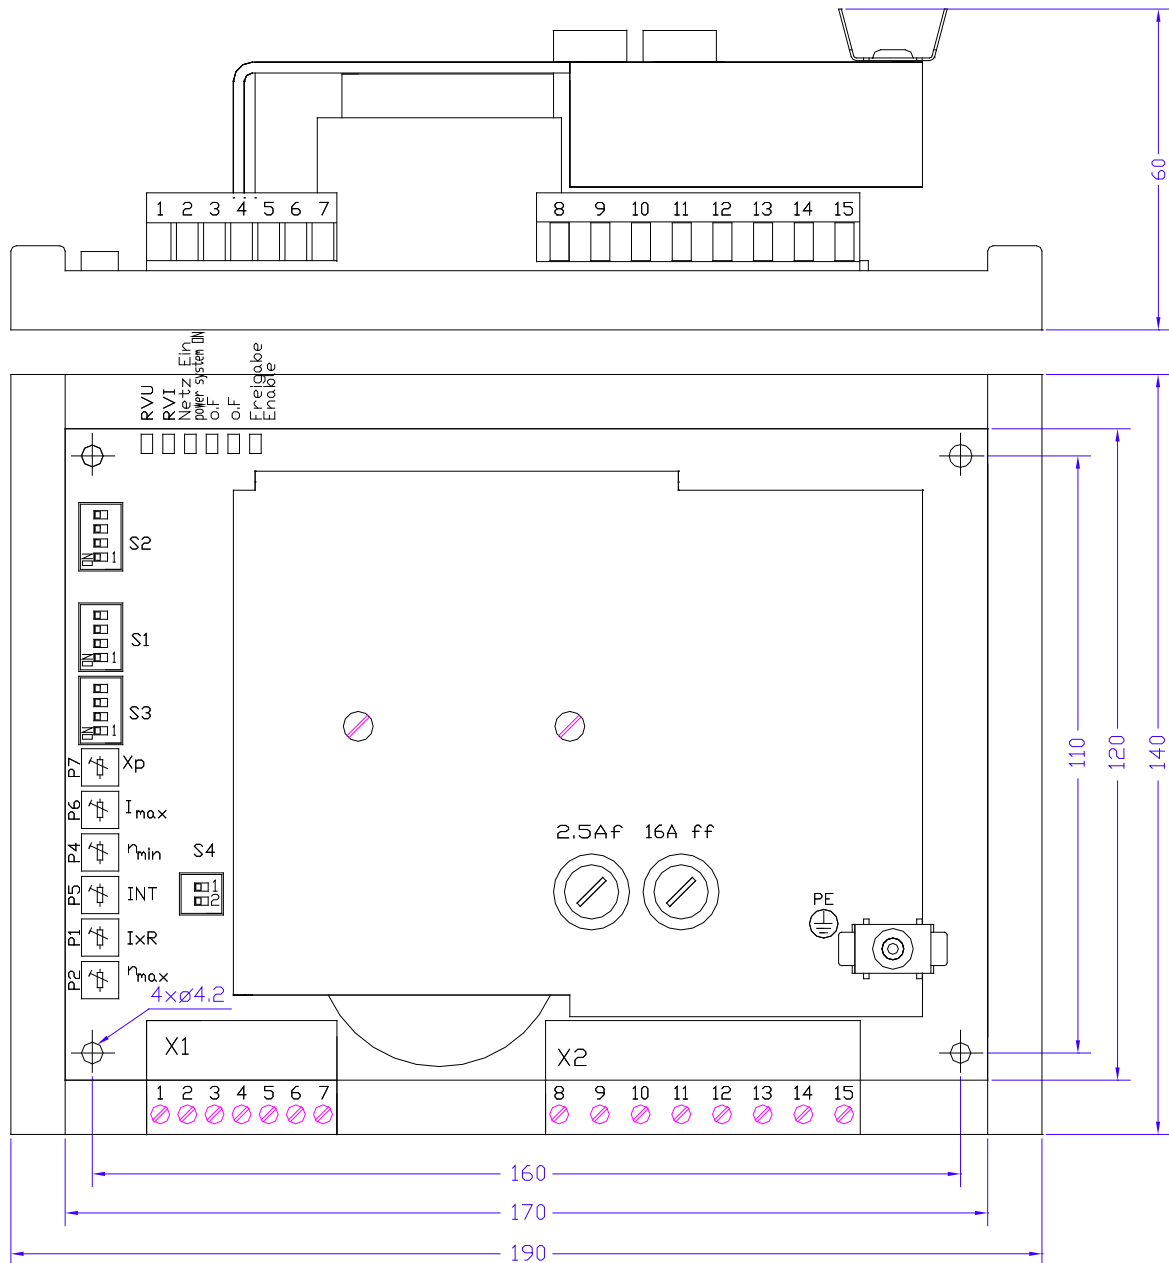 1 2 3 4 5 6 7
8 9 10 11 12 13 14 15
60
RVU
RVI
Netz Ein
power system ON
o.F
o.F
Freigabe
Enable
S2
ON 1
S1
ON 1
S3
ON 1
P7 Xp
P6 Imax
P4 nmin
P5 INT
P1 IxR
P2 nmax
S4
1
2
2.5Af 16A ff
PE
4xø4.2
110
120
140
X1
X2
1 2 3 4 5 6 7
8 9 10 11 12 13 14 15
160
170
190